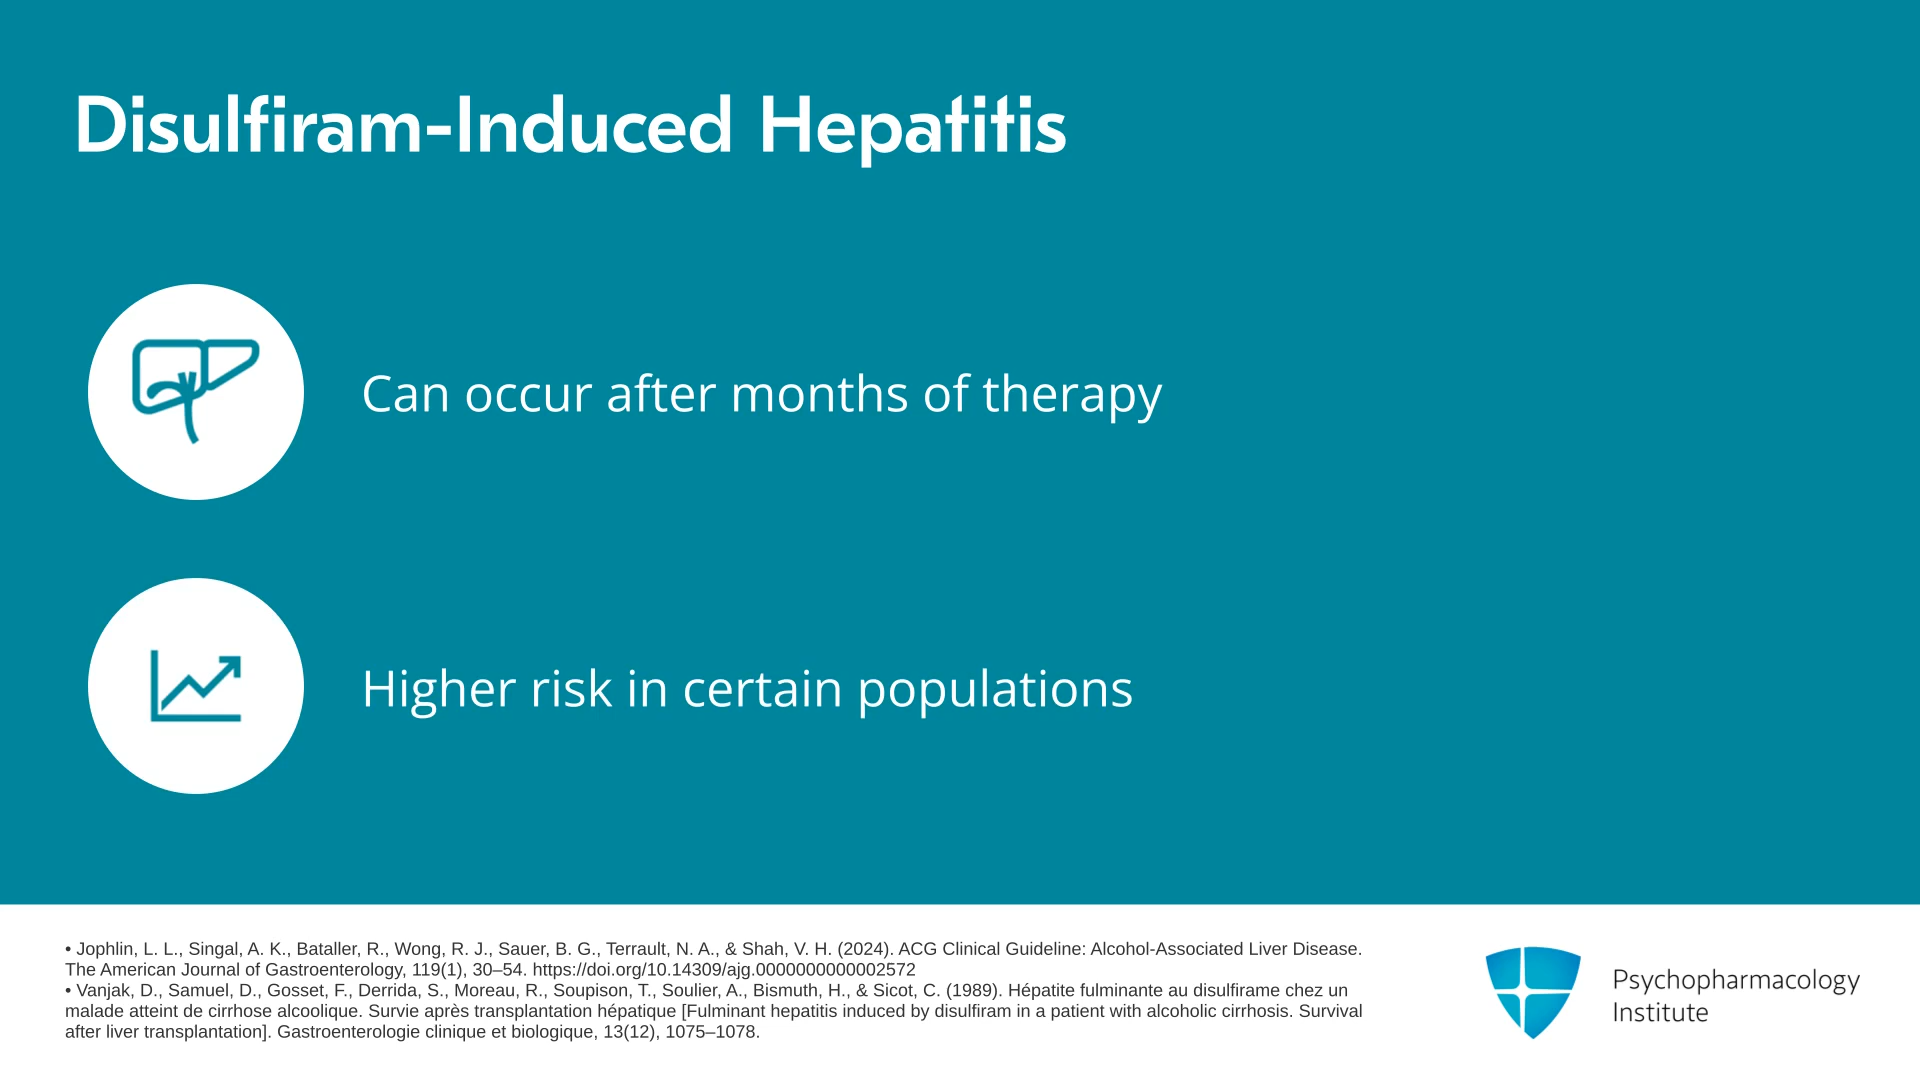 Disulfiram-Induced Hepatitis
Can occur after months of therapy
Higher risk in certain populations
• Jophlin, L. L., Singal, A. K., Bataller, R., Wong, R. J., Sauer, B. G., Terrault, N. A., & Shah, V. H. (2024). ACG Clinical Guideline: Alcohol-Associated Liver Disease.
The American Journal of Gastroenterology, 119(1), 30–54. https://doi.org/10.14309/ajg.0000000000002572
• Vanjak, D., Samuel, D., Gosset, F., Derrida, S., Moreau, R., Soupison, T., Soulier, A., Bismuth, H., & Sicot, C. (1989). Hépatite fulminante au disulfirame chez un
malade atteint de cirrhose alcoolique. Survie après transplantation hépatique [Fulminant hepatitis induced by disulfiram in a patient with alcoholic cirrhosis. Survival
after liver transplantation]. Gastroenterologie clinique et biologique, 13(12), 1075–1078.
Psychopharmacology
Institute